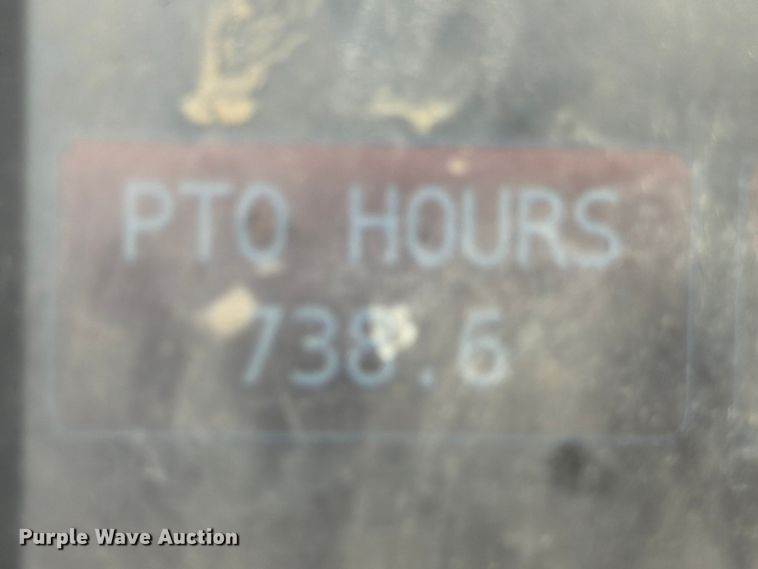 PTO HOURS
738.6
Purple Wave Auction